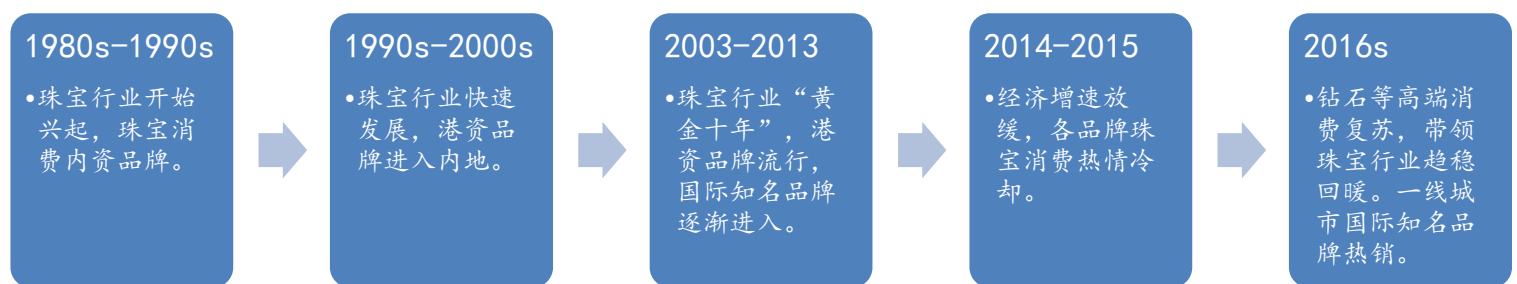 1980s-1990s
•珠宝行业开始
兴起，珠宝消
费内资品牌。
1990s-2000s
•珠宝行业快速
发展，港资品
牌进入内地。
2003-2013
•珠宝行业“黄
金十年”，港
资品牌流行，
国际知名品牌
逐渐进入。
2014-2015
•经济增速放
缓，各品牌珠
宝消费热情冷
却。
2016s
•钻石等高端消
费复苏，带领
珠宝行业趋稳
回暖。一线城
市国际知名品
牌热销。